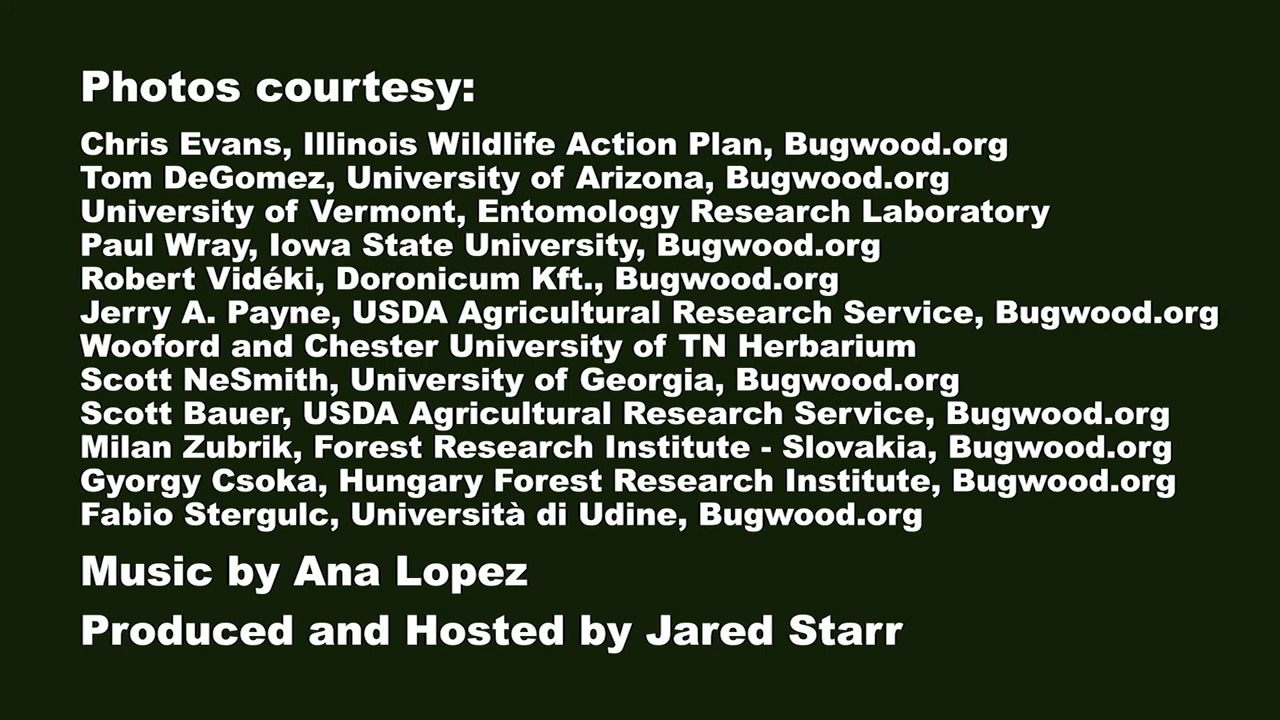 Photos courtesy:
Chris Evans, Illinois Wildlife Action Plan, Bugwood.org
Tom DeGomez, University of Arizona, Bugwood.org
University of Vermont, Entomology Research Laboratory
Paul Wray, Iowa State University, Bugwood.org
Robert Vidéki, Doronicum Kft., Bugwood.org
Jerry A. Payne, USDA Agricultural Research Service, Bugwood.org
Wooford and Chester University of TN Herbarium
Scott NeSmith, University of Georgia, Bugwood.org
Scott Bauer, USDA Agricultural Research Service, Bugwood.org
Milan Zubrik, Forest Research Institute - Slovakia, Bugwood.org
Gyorgy Csoka, Hungary Forest Research Institute, Bugwood.org
Fabio Stergulc, Università di Udine, Bugwood.org
Music by Ana Lopez
Produced and Hosted by Jared Starr